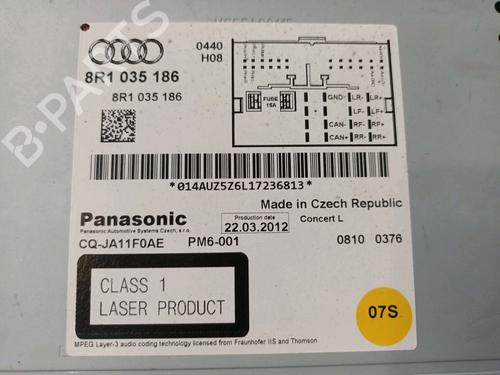 0440
H08
8R1 035 186
8R1 035 186
FUSE
15A
GND
LR- LR+
LF- LF+
CAN- RF- RF+
CAN+ RR- RR+
*014AUZ5Z6L17236813*
Made in Czech Republic
Panasonic
Production date
22.03.2012
Concert L
Panasonic Automotive Systems Czech, s.r.o.
CQ-JA11F0AE PM6-001
0810 0376
CLASS 1
LASER PRODUCT
07S
MPEG Layer-3 audio coding technology licensed from Fraunhofer IIS and Thomson
B-PARTS